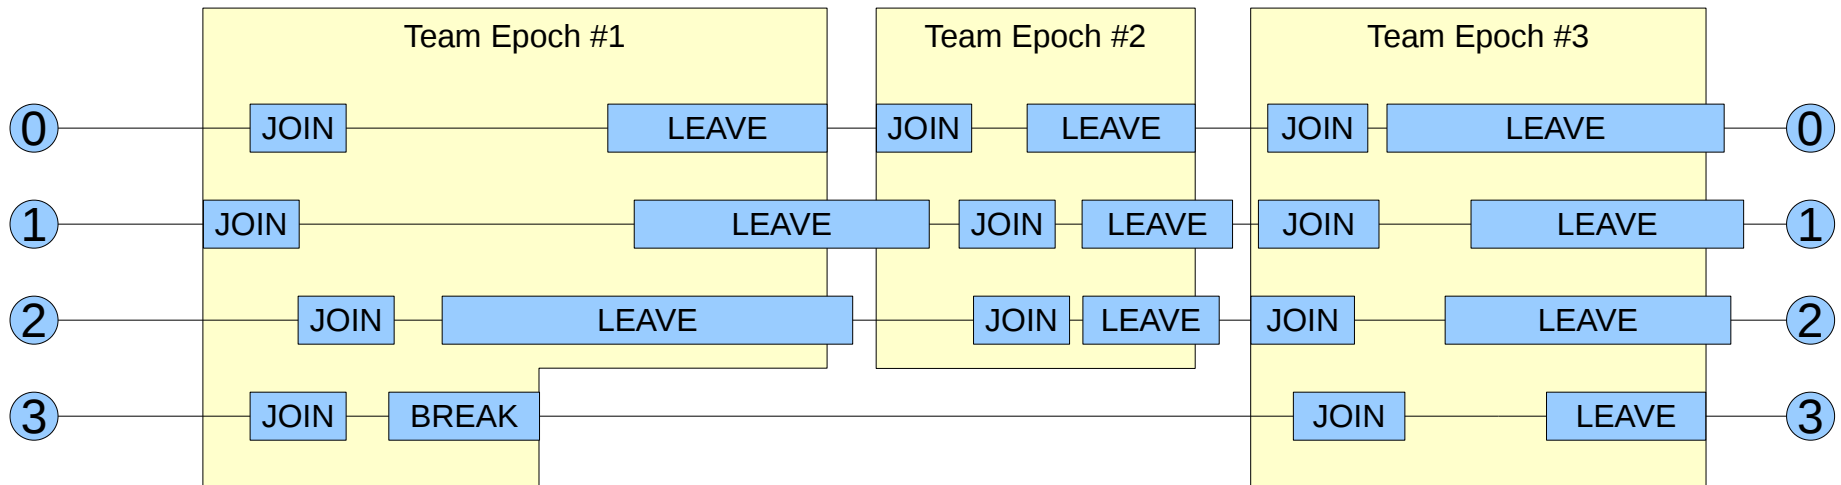 Team Epoch #1 Team Epoch #2 Team Epoch #3
0 JOIN LEAVE JOIN LEAVE JOIN LEAVE 0
1 JOIN LEAVE JOIN LEAVE JOIN LEAVE 1
2 JOIN LEAVE JOIN LEAVE JOIN LEAVE 2
3 JOIN BREAK JOIN LEAVE 3